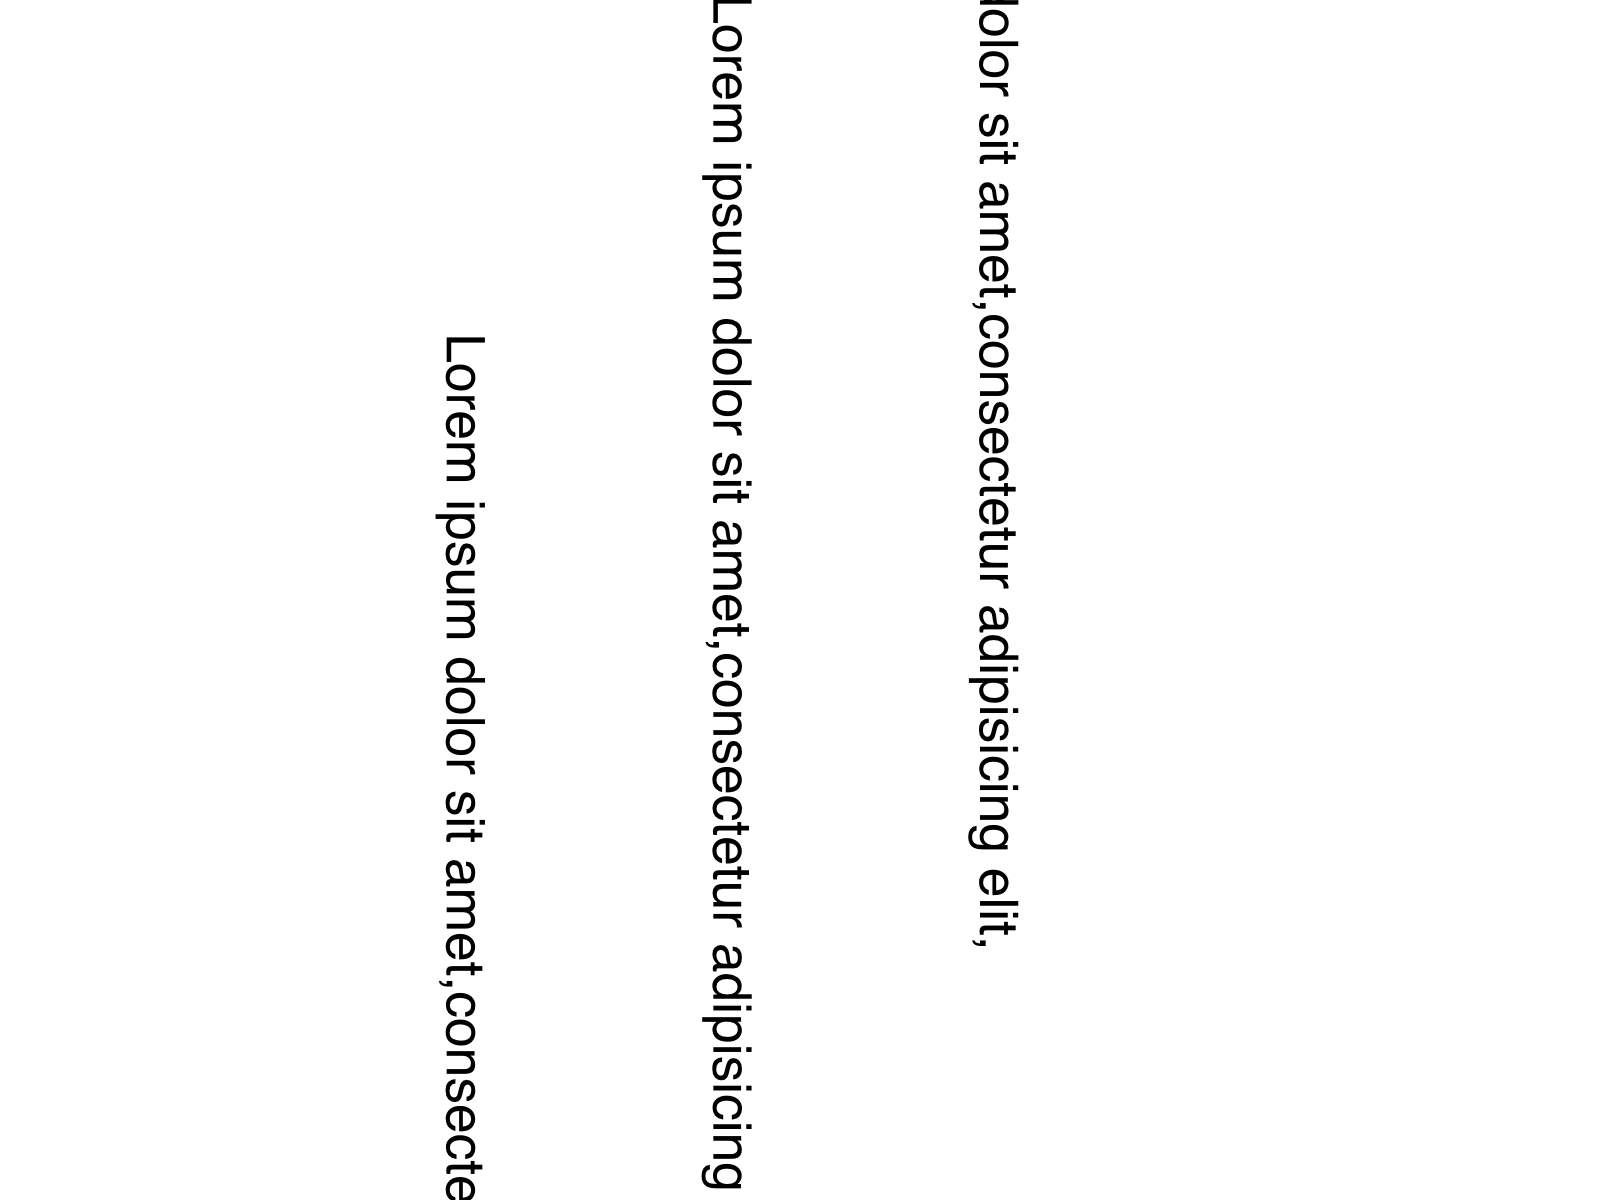 dolor sit amet,consectetur adipisicing elit,
Lorem ipsum dolor sit amet,consectetur adipisicing
Lorem ipsum dolor sit amet,consecte